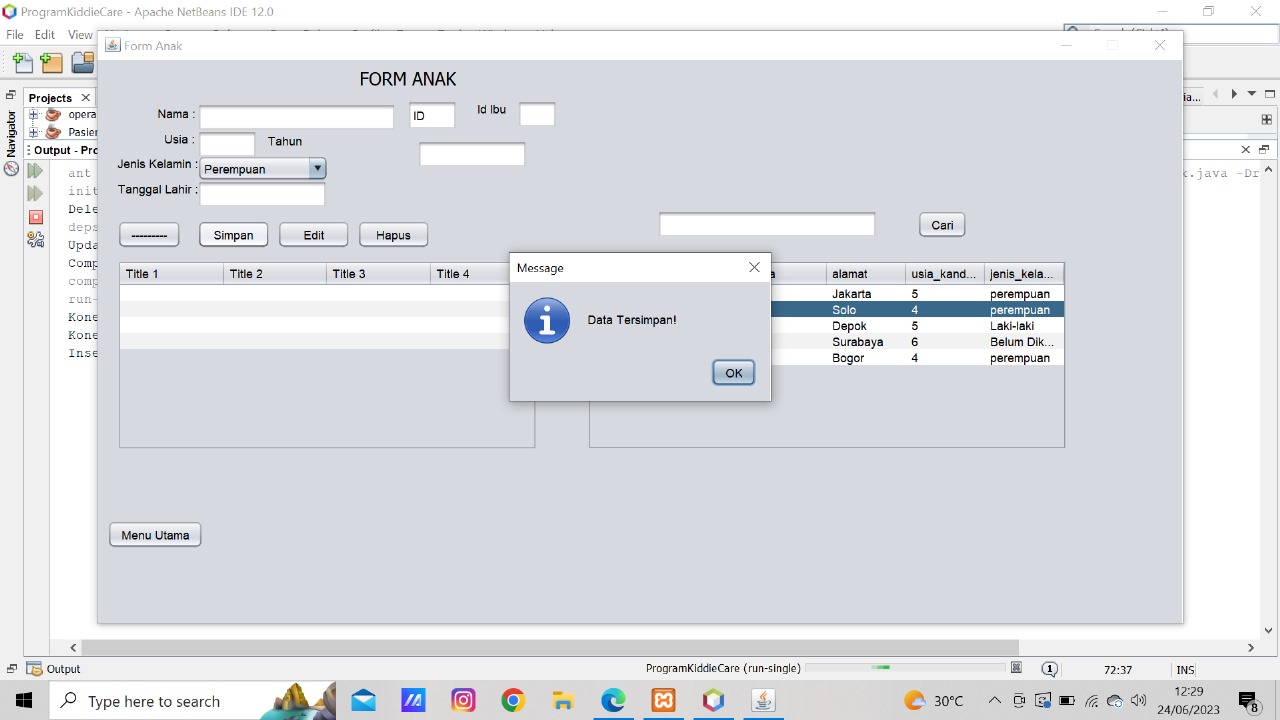 ProgramKiddieCare - Apache NetBeans IDE 12.0
File Edit View
Form Anak
FORM ANAK
Projects
Navigator
opera
Pasier
Output - Prc
Nama :
ID
Id Ibu
Usia :
Tahun
Jenis Kelamin :
Perempuan
Tanggal Lahir :
---------
Simpan
Edit
Hapus
Cari
Title 1 Title 2 Title 3 Title 4
alamat usia_kand... jenis_kela...
Jakarta 5 perempuan
Solo 4 perempuan
Depok 5 Laki-laki
Surabaya 6 Belum Dik...
Bogor 4 perempuan
Message
Data Tersimpan!
OK
Menu Utama
ant
init
Dele
deps
Upda
Comp
comp
run-
Kone
Kone
Inse
k.java -Dr
Output
ProgramKiddieCare (run-single)
1
72:37
INS
Type here to search
30°C
12:29
24/06/2023
8